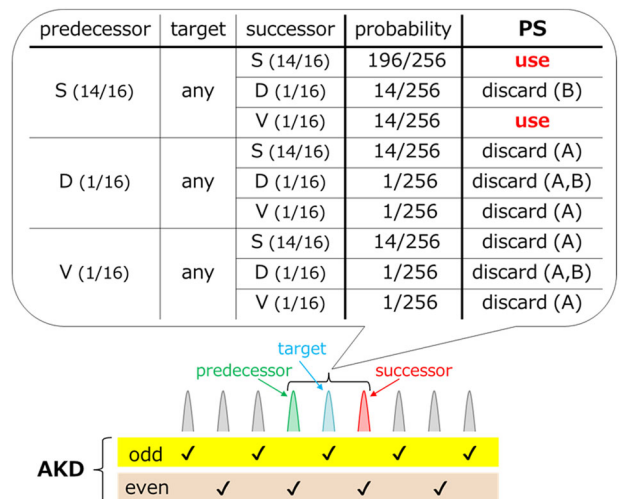 predecessor target successor probability PS
S (14/16) 196/256 use
S (14/16) any D (1/16) 14/256 discard (B)
V (1/16) 14/256 use
S (14/16) 14/256 discard (A)
D (1/16) any D (1/16) 1/256 discard (A,B)
V (1/16) 1/256 discard (A)
S (14/16) 14/256 discard (A)
V (1/16) any D (1/16) 1/256 discard (A,B)
V (1/16) 1/256 discard (A)
target
predecessor successor
odd ✓ ✓ ✓ ✓ ✓
AKD
even ✓ ✓ ✓ ✓